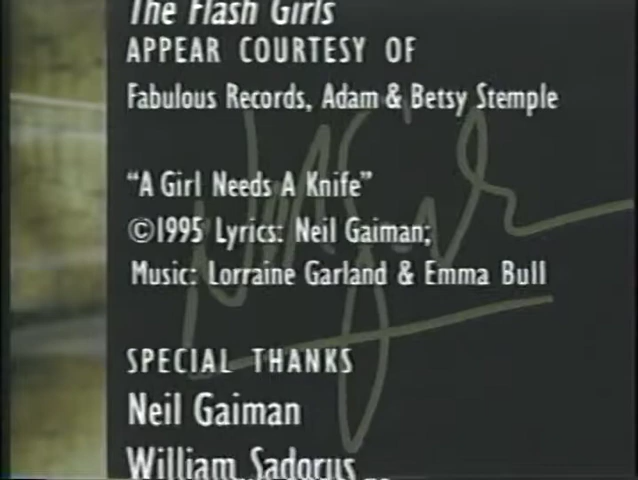 The Flash Girls
APPEAR COURTESY OF
Fabulous Records, Adam & Betsy Stemple
“A Girl Needs A Knife”
©1995 Lyrics: Neil Gaiman;
Music: Lorraine Garland & Emma Bull
SPECIAL THANKS
Neil Gaiman
William Sadorus